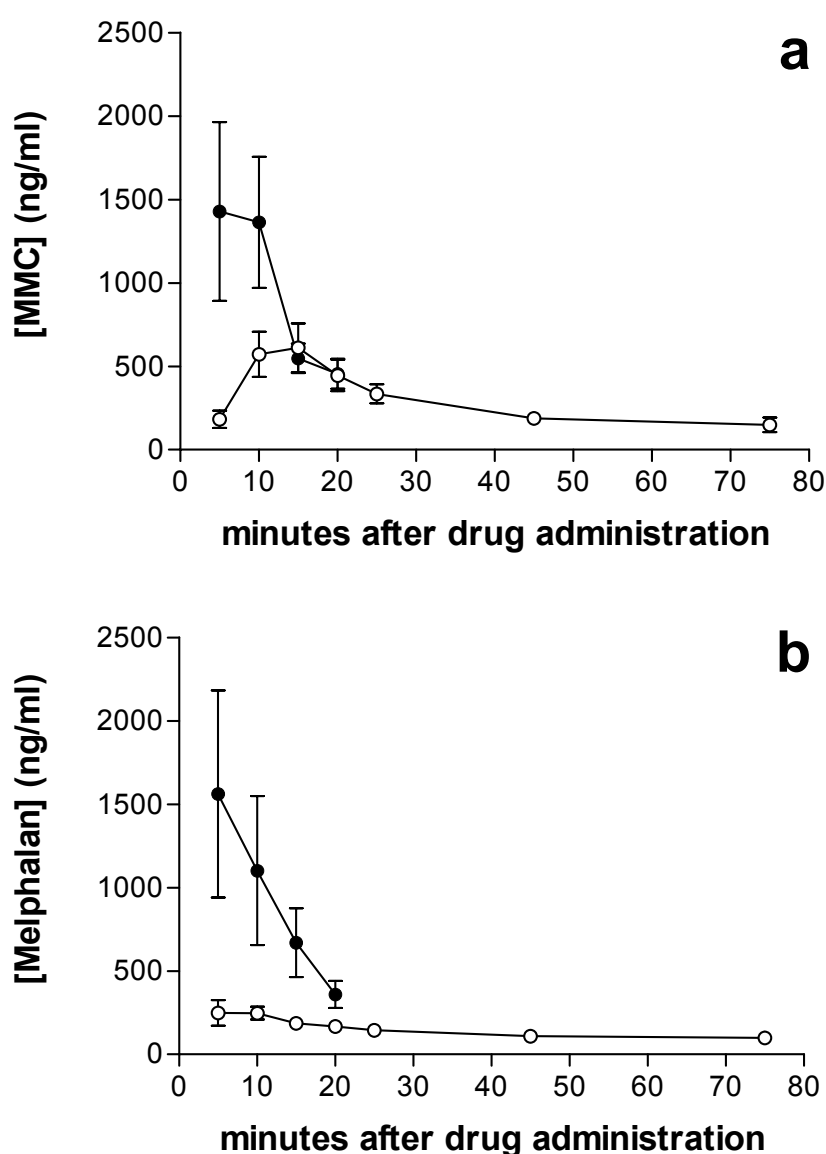 a
[MMC] (ng/ml)
2500
2000
1500
1000
500
0
0 10 20 30 40 50 60 70 80
minutes after drug administration
b
[Melphalan] (ng/ml)
2500
2000
1500
1000
500
0
0 10 20 30 40 50 60 70 80
minutes after drug administration